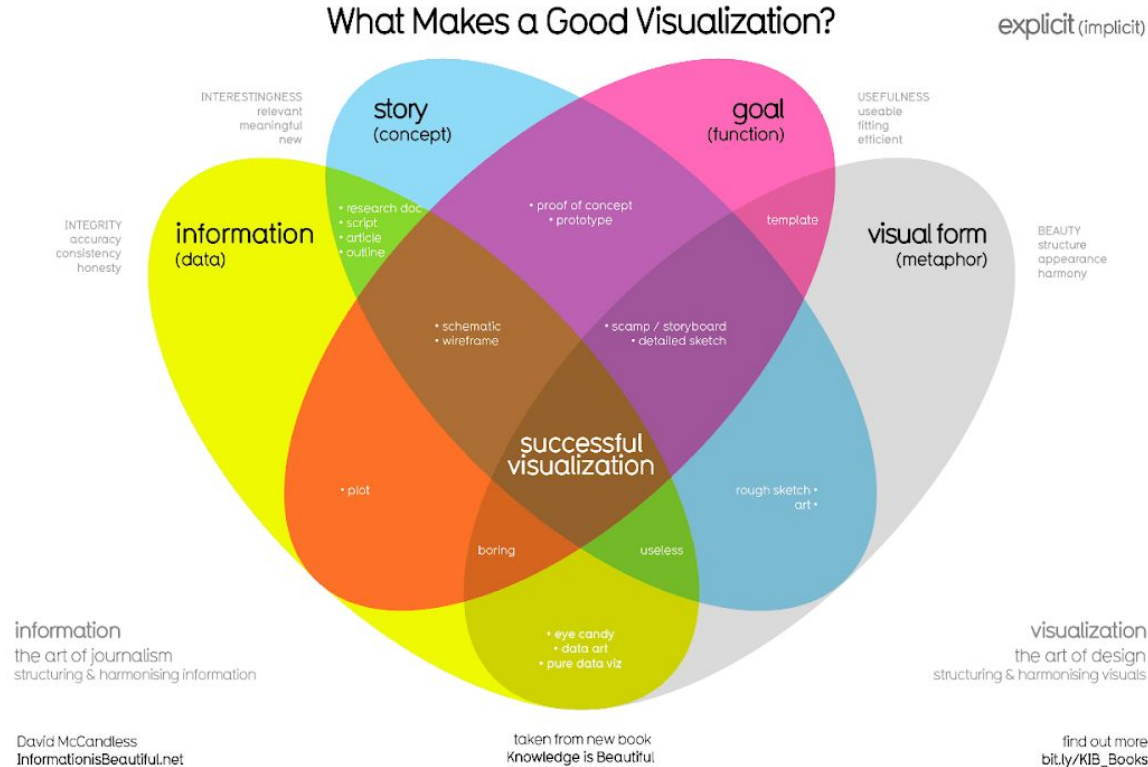 What Makes a Good Visualization?
explicit (implicit)
INTERESTINGNESS
relevant
meaningful
new
story
(concept)
goal
(function)
USEFULNESS
useable
fitting
efficient
INTEGRITY
accuracy
consistency
honesty
information
(data)
• research doc
• script
• article
• outline
• proof of concept
• prototype
template
visual form
(metaphor)
BEAUTY
structure
appearance
harmony
• schematic
• wireframe
• scamp / storyboard
• detailed sketch
successful
visualization
• plot
rough sketch •
art •
boring
useless
• eye candy
• data art
• pure data viz
information
the art of journalism
structuring & harmonising information
visualization
the art of design
structuring & harmonising visuals
David McCandless
InformationisBeautiful.net
taken from new book
Knowledge is Beautiful
find out more
bit.ly/KIB_Books